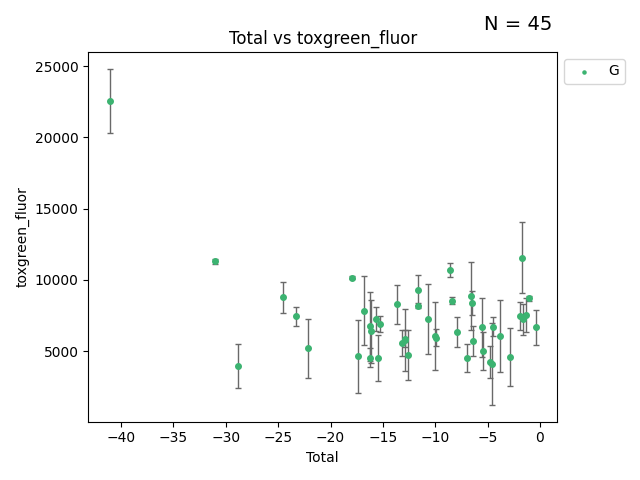 N = 45
Total vs toxgreen_fluor
G
25000
20000
15000
10000
5000
toxgreen_fluor
−40 −35 −30 −25 −20 −15 −10 −5 0
Total